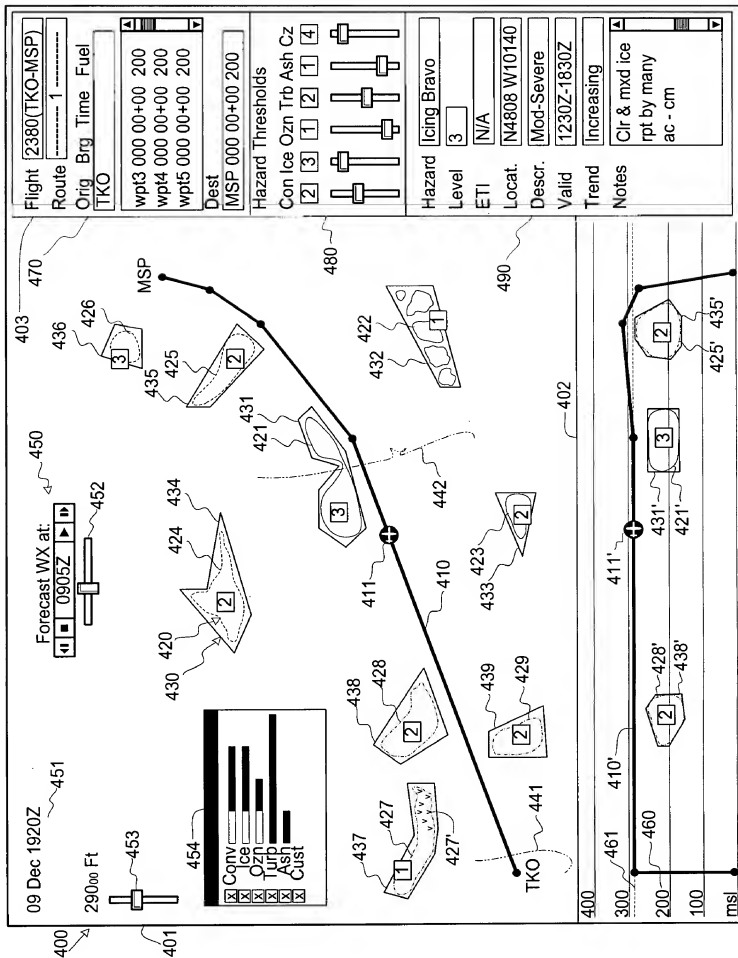 400
401
453
29000 Ft
09 Dec 1920Z
451
454
X Conv
X Ice
X Ozn
X Turp
X Ash
X Cust
Forecast WX at:
0905Z
450
452
420
430
424
434
2
436
426
3
435
425
2
MSP
421
431
3
442
411
410
422
432
1
423
433
2
438
428
2
439
429
2
437
427
427'
1
441
TKO
402
400
300
200
100
msl
461
460
410'
411'
428'
438'
2
431'
421'
3
435'
425'
2
403
470
480
490
Flight 2380(TKO-MSP)
Route -------- 1 --------
Orig Brg Time Fuel
TKO
wpt3 000 00+00 200
wpt4 000 00+00 200
wpt5 000 00+00 200
Dest
MSP 000 00+00 200
Hazard Thresholds
Con Ice Ozn Trb Ash Cz
2 3 1 2 1 4
Hazard Icing Bravo
Level 3
ETI N/A
Locat. N4808 W10140
Descr. Mod-Severe
Valid 1230Z-1830Z
Trend Increasing
Notes Clr & mxd ice
rpt by many
ac - cm